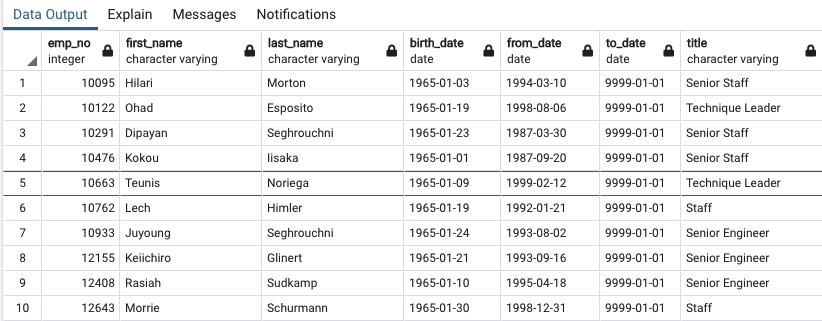 Data Output Explain Messages Notifications
emp_no first_name last_name birth_date from_date to_date title
integer character varying character varying date date date character varying
1 10095 Hilari Morton 1965-01-03 1994-03-10 9999-01-01 Senior Staff
2 10122 Ohad Esposito 1965-01-19 1998-08-06 9999-01-01 Technique Leader
3 10291 Dipayan Seghrouchni 1965-01-23 1987-03-30 9999-01-01 Senior Staff
4 10476 Kokou Iisaka 1965-01-01 1987-09-20 9999-01-01 Senior Staff
5 10663 Teunis Noriega 1965-01-09 1999-02-12 9999-01-01 Technique Leader
6 10762 Lech Himler 1965-01-19 1992-01-21 9999-01-01 Staff
7 10933 Juyoung Seghrouchni 1965-01-24 1993-08-02 9999-01-01 Senior Engineer
8 12155 Keiichiro Glinert 1965-01-21 1993-09-16 9999-01-01 Senior Engineer
9 12408 Rasiah Sudkamp 1965-01-10 1995-04-18 9999-01-01 Senior Engineer
10 12643 Morrie Schurmann 1965-01-30 1998-12-31 9999-01-01 Staff